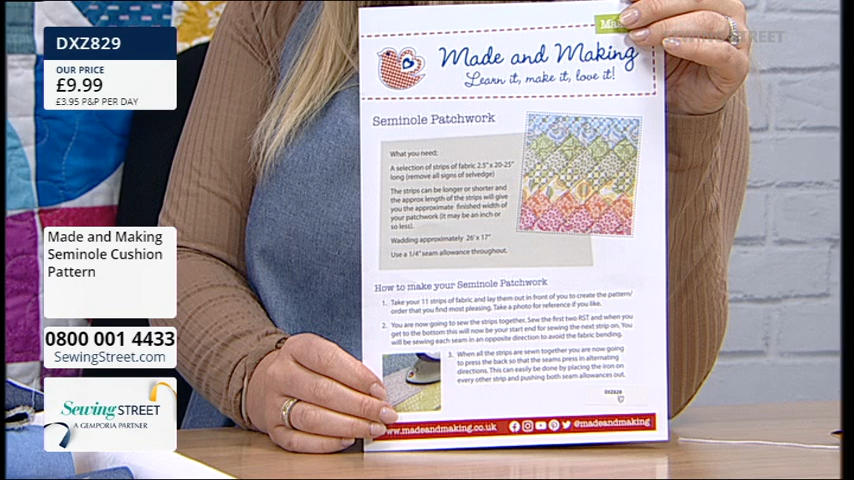 DXZ829
OUR PRICE
£9.99
£3.95 P&P PER DAY
Made and Making
Seminole Cushion
Pattern
0800 001 4433
SewingStreet.com
Sewing STREET
A GEMPORIA PARTNER
SEWINGSTREET
Made and Making
Learn it, make it, love it!
Seminole Patchwork
What you need;
A selection of strips of fabric 2.5" x 20-25"
long (remove all signs of selvedge)
The strips can be longer or shorter and
the approx length of the strips will give
you the approximate finished width of
your patchwork (it may be an inch or
so less).
Wadding approximately 26' x 17"
Use a 1/4" seam allowance throughout.
How to make your Seminole Patchwork
1. Take your 11 strips of fabric and lay them out in front of you to create the pattern/
order that you find most pleasing. Take a photo for reference if you like.
2. You are now going to sew the strips together. Sew the first two RST and when you
get to the bottom this will now be your start end for sewing the next strip on. You
will be sewing each seam in an opposite direction to avoid the fabric bending.
3. When all the strips are sewn together you are now going
to press the back so that the seams press in alternating
directions. This can easily be done by placing the iron on
every other strip and pushing both seam allowances out.
www.madeandmaking.co.uk
@madeandmaking